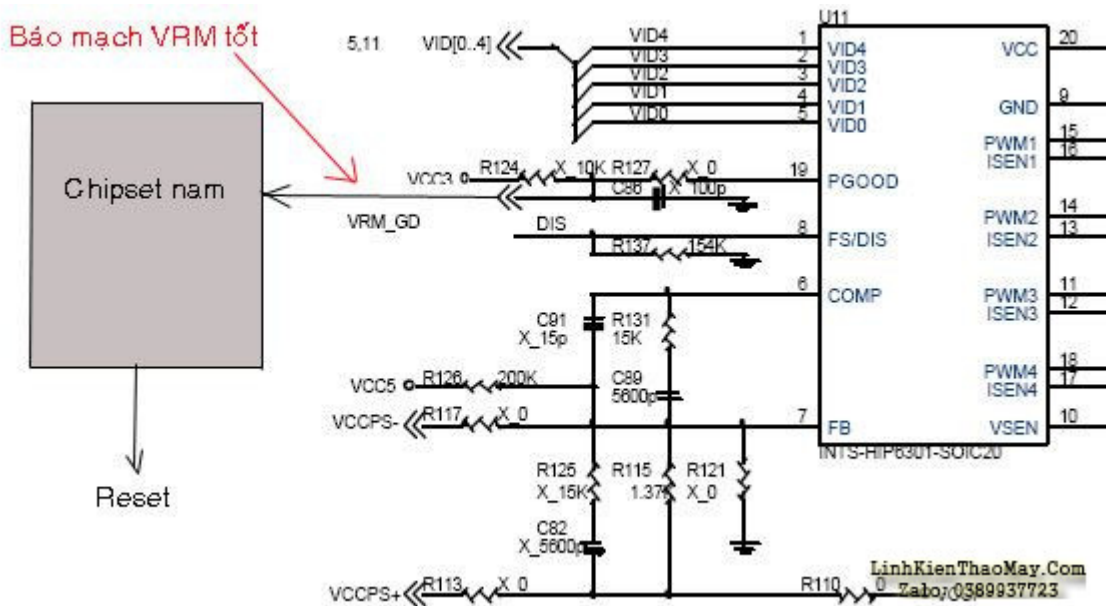 Báo mạch VRM tốt
5,11 VID[0..4]
Chipset nam
VRM_GD
Reset
VID4
VID3
VID2
VID1
VID0
1
2
3
4
5
VCC3 R124 X_10K R127 X_0 19
C86 X_100p
DIS 8
R137 154K
6
C91 R131
X_15p 15K
VCC5 R126 200K C89
5600p
VCCPS- R117 X_0 7
R125 R115 R121
X_15K 1.37K X_0
C82
X_5600p
VCCPS+ R113 X_0 R110 0
U11
VID4
VID3
VID2
VID1
VID0
PGOOD
FS/DIS
COMP
FB
VCC 20
GND 9
PWM1 15
ISEN1 16
PWM2 14
ISEN2 13
PWM3 11
ISEN3 12
PWM4 18
ISEN4 17
VSEN 10
INTS-HIP6301-SOIC20
LinhKienThaoMay.Com
Zabo: 0389937723